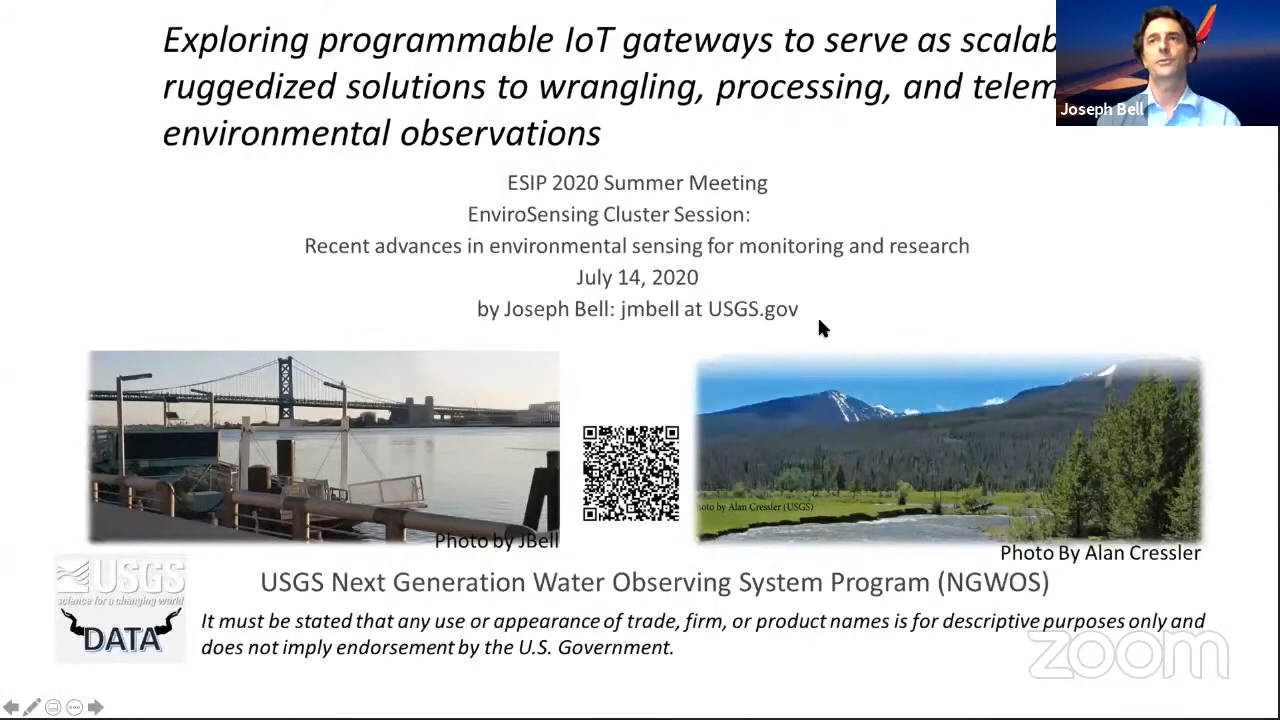 Exploring programmable IoT gateways to serve as scalab
ruggedized solutions to wrangling, processing, and telem
environmental observations
Joseph Bell
ESIP 2020 Summer Meeting
EnviroSensing Cluster Session:
Recent advances in environmental sensing for monitoring and research
July 14, 2020
by Joseph Bell: jmbell at USGS.gov
oto by Alan Cressler (USGS)
Photo by JBell
Photo By Alan Cressler
USGS
science for a changing world
DATA
USGS Next Generation Water Observing System Program (NGWOS)
It must be stated that any use or appearance of trade, firm, or product names is for descriptive purposes only and
does not imply endorsement by the U.S. Government.
zoom